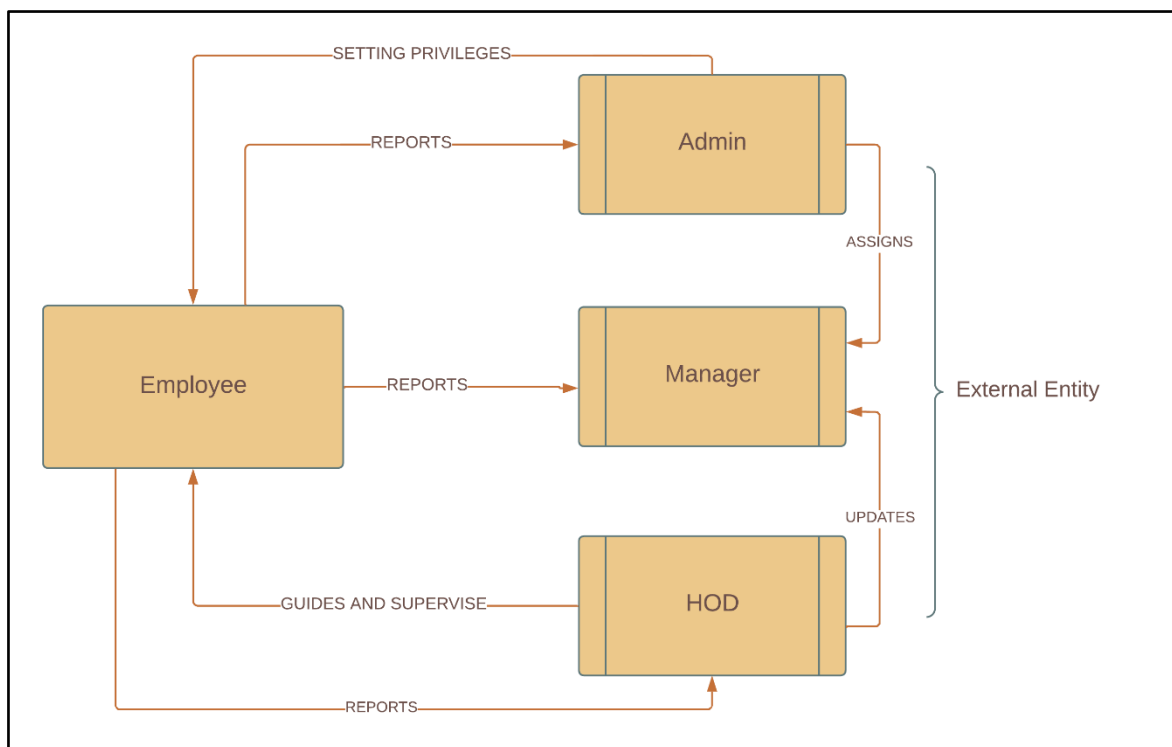 SETTING PRIVILEGES
REPORTS
Admin
ASSIGNS
Employee
REPORTS
Manager
External Entity
UPDATES
GUIDES AND SUPERVISE
HOD
REPORTS